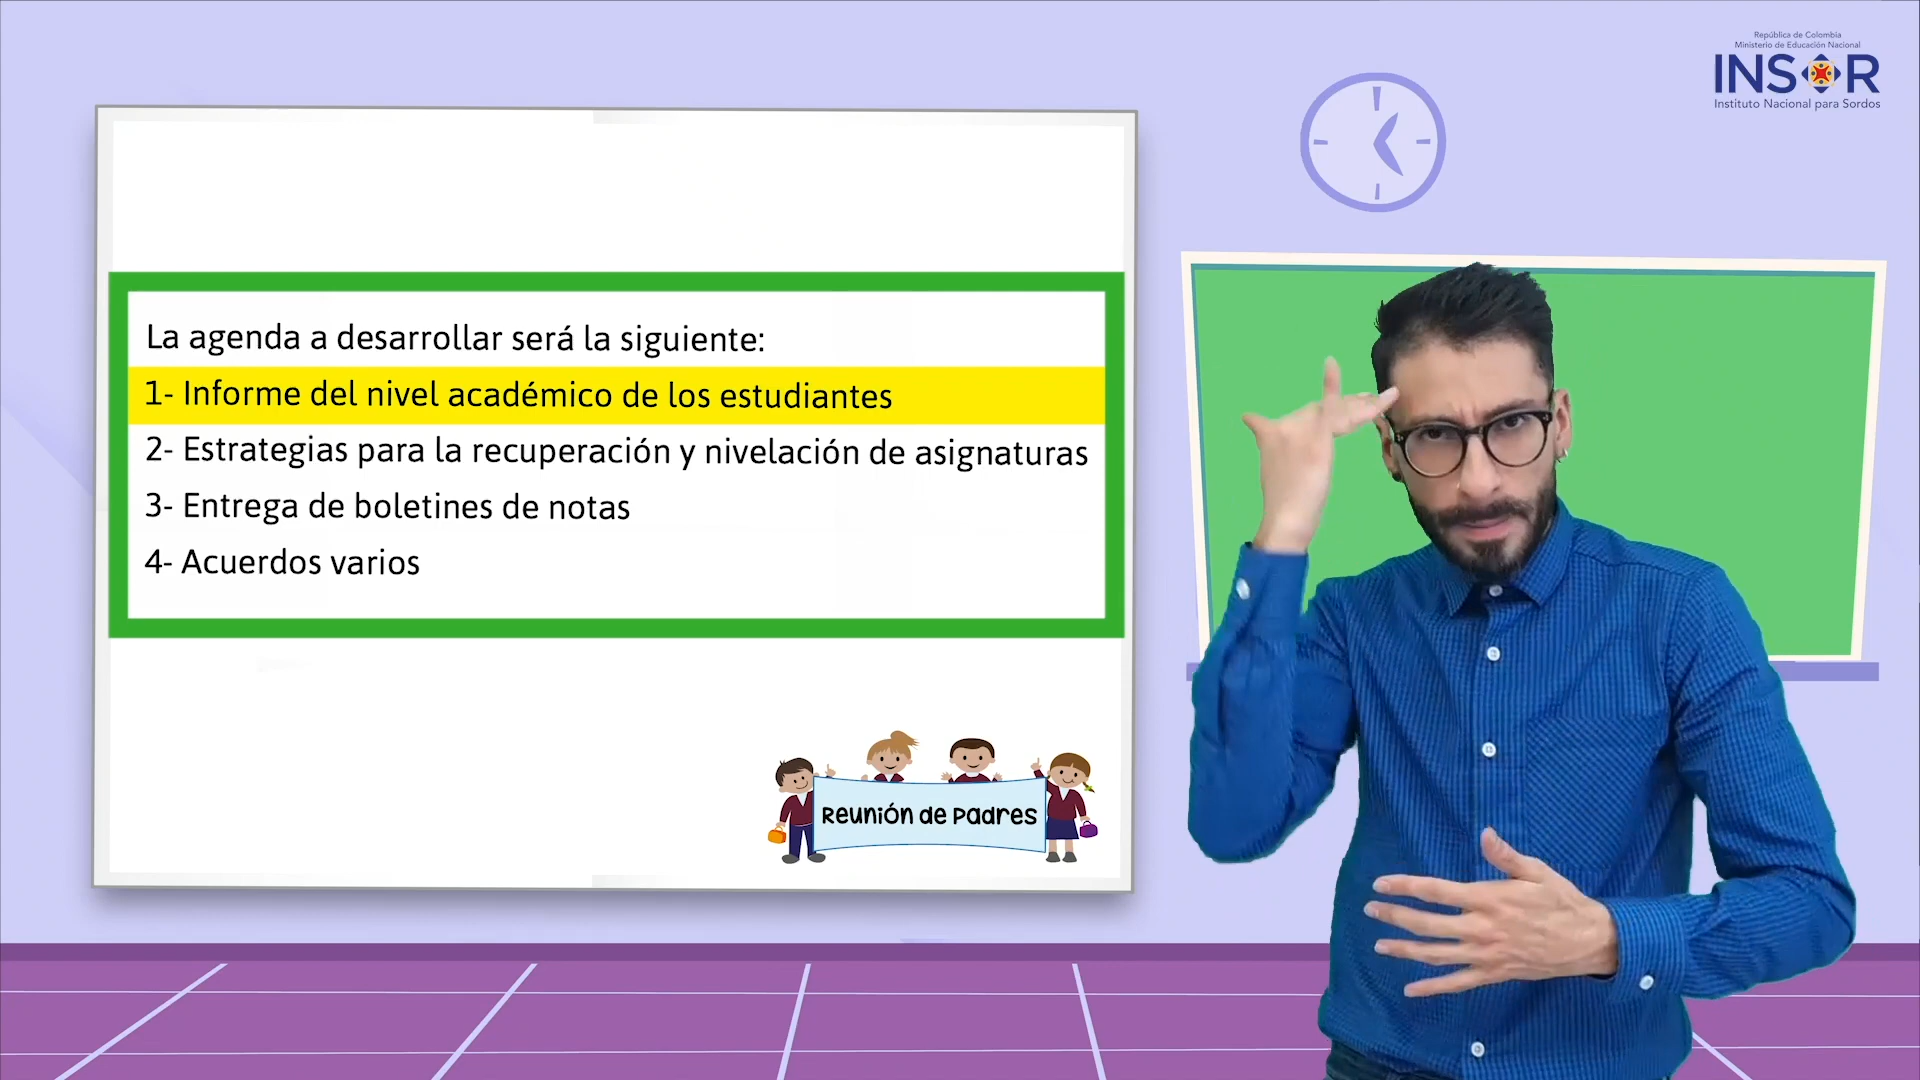 República de Colombia
Ministerio de Educación Nacional
INSOR
Instituto Nacional para Sordos
La agenda a desarrollar será la siguiente:
1- Informe del nivel académico de los estudiantes
2- Estrategias para la recuperación y nivelación de asignaturas
3- Entrega de boletines de notas
4- Acuerdos varios
Reunión de Padres